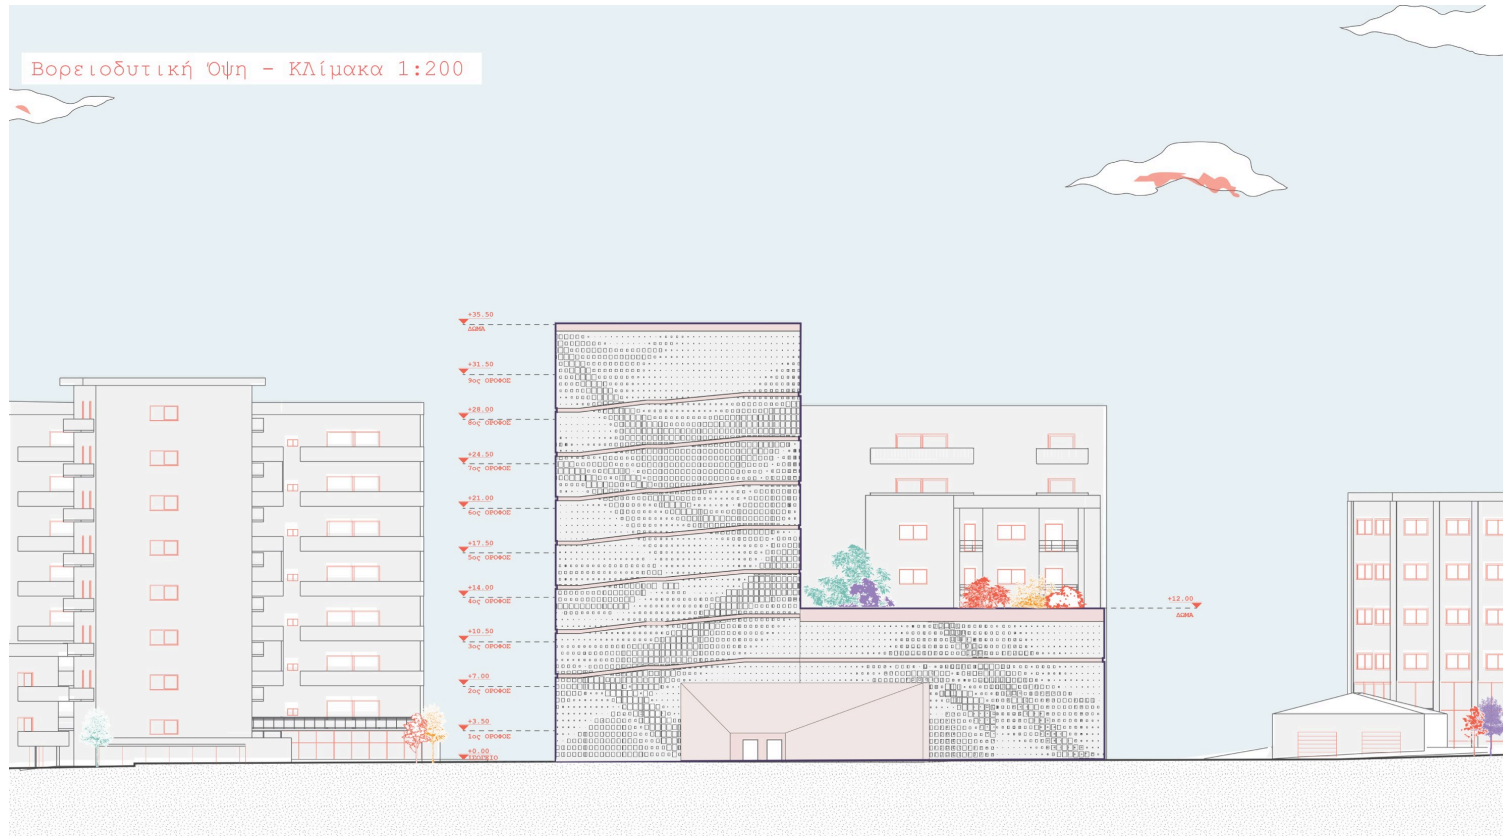 Βορειοδυτική Όψη - Κλίμακα 1:200
+35.50
ΔΩΜΑ
+31.50
9ος ΟΡΟΦΟΣ
+28.00
8ος ΟΡΟΦΟΣ
+24.50
7ος ΟΡΟΦΟΣ
+21.00
6ος ΟΡΟΦΟΣ
+17.50
5ος ΟΡΟΦΟΣ
+14.00
4ος ΟΡΟΦΟΣ
+12.00
ΔΩΜΑ
+10.50
3ος ΟΡΟΦΟΣ
+7.00
2ος ΟΡΟΦΟΣ
+3.50
1ος ΟΡΟΦΟΣ
+0.00
ΙΣΟΓΕΙΟ